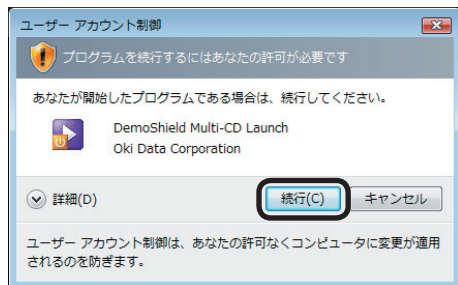 ユーザー アカウント制御
プログラムを続行するにはあなたの許可が必要です
あなたが開始したプログラムである場合は、続行してください。
DemoShield Multi-CD Launch
Oki Data Corporation
詳細(D)
続行(C)
キャンセル
ユーザー アカウント制御は、あなたの許可なくコンピュータに変更が適用
されるのを防ぎます。